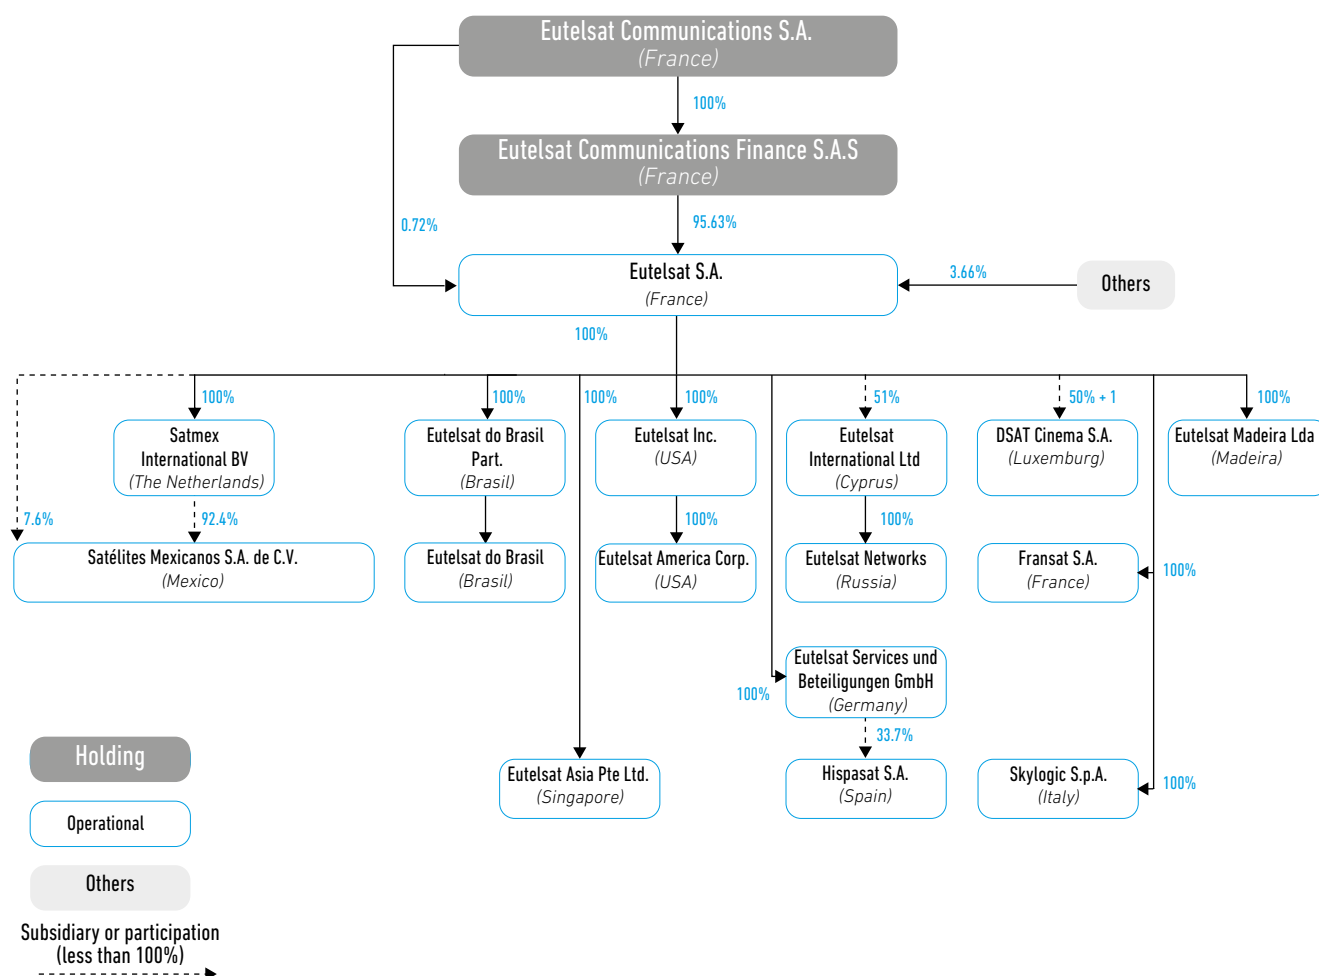 Eutelsat Communications S.A.
(France)
100%
Eutelsat Communications Finance S.A.S
(France)
0.72%
95.63%
Eutelsat S.A.
(France)
3.66%
Others
100%
100%
100%
100%
100%
51%
50% + 1
100%
Satmex
International BV
(The Netherlands)
Eutelsat do Brasil
Part.
(Brasil)
Eutelsat Inc.
(USA)
Eutelsat
International Ltd
(Cyprus)
DSAT Cinema S.A.
(Luxemburg)
Eutelsat Madeira Lda
(Madeira)
7.6%
92.4%
100%
100%
Satélites Mexicanos S.A. de C.V.
(Mexico)
Eutelsat do Brasil
(Brasil)
Eutelsat America Corp.
(USA)
Eutelsat Networks
(Russia)
Fransat S.A.
(France)
100%
Eutelsat Services und
Beteiligungen GmbH
(Germany)
100%
33.7%
Eutelsat Asia Pte Ltd.
(Singapore)
Hispasat S.A.
(Spain)
Skylogic S.p.A.
(Italy)
100%
Holding
Operational
Others
Subsidiary or participation
(less than 100%)